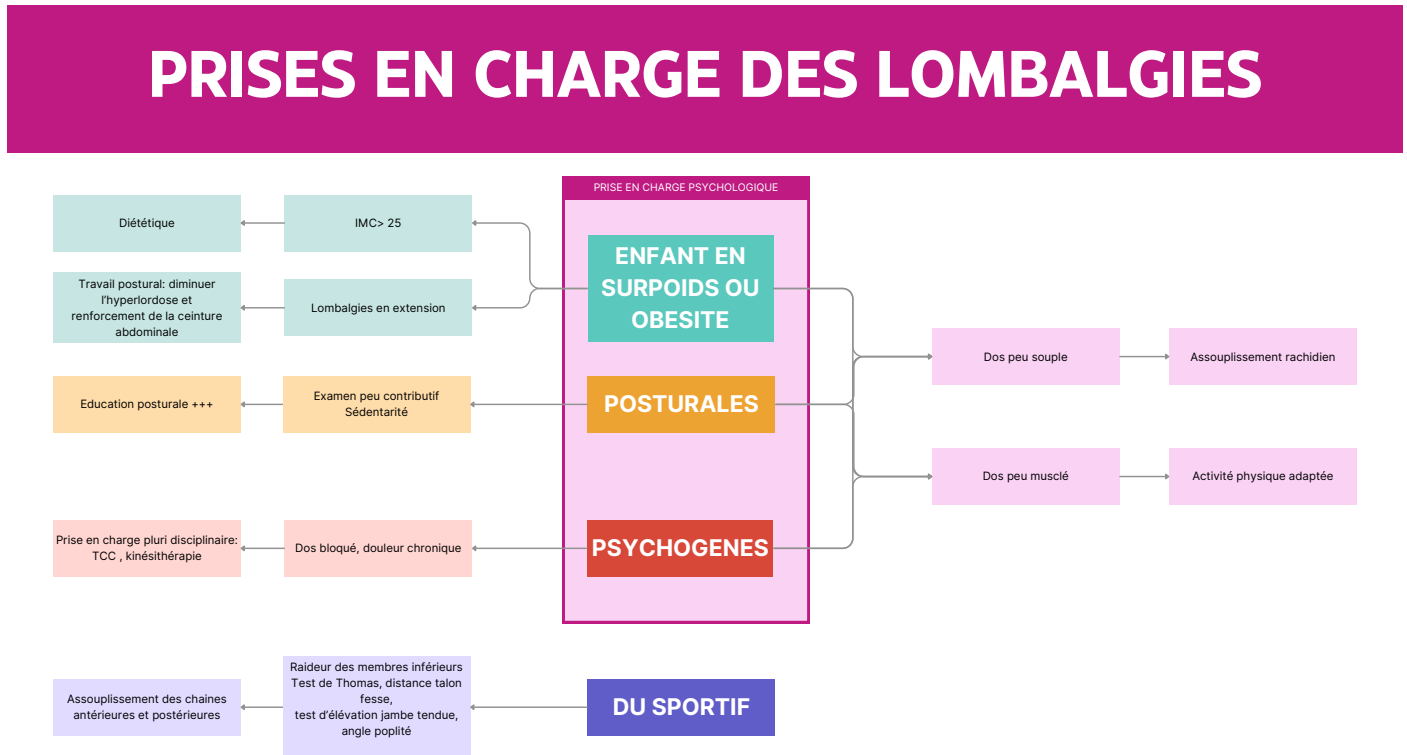 PRISES EN CHARGE DES LOMBALGIES
PRISE EN CHARGE PSYCHOLOGIQUE
Diététique
IMC> 25
ENFANT EN
SURPOIDS OU
OBESITE
Travail postural: diminuer
l'hyperlordose et
renforcement de la ceinture
abdominale
Lombalgies en extension
Dos peu souple
Assouplissement rachidien
Education posturale +++
Examen peu contributif
Sédentarité
POSTURALES
Dos peu musclé
Activité physique adaptée
Prise en charge pluri disciplinaire:
TCC , kinésithérapie
Dos bloqué, douleur chronique
PSYCHOGENES
Assouplissement des chaines
antérieures et postérieures
Raideur des membres inférieurs
Test de Thomas, distance talon
fesse,
test d'élévation jambe tendue,
angle poplité
DU SPORTIF